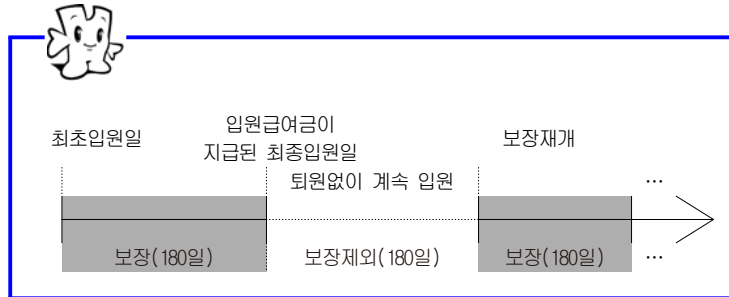 최초입원일
입원급여금이
지급된 최종입원일
보장재개
퇴원없이 계속 입원
…
보장(180일)
보장제외(180일)
보장(180일)
…